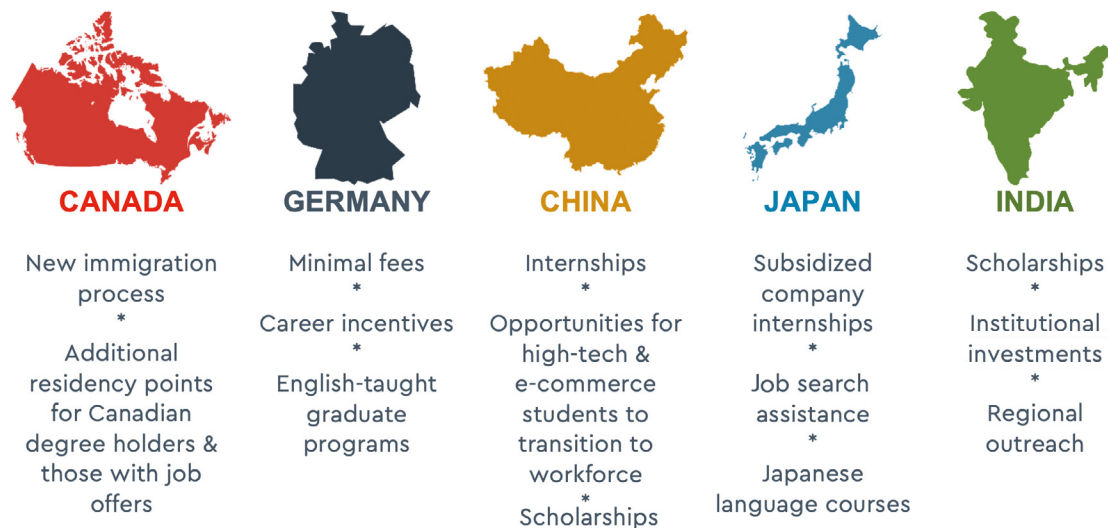 CANADA
New immigration
process
*
Additional
residency points
for Canadian
degree holders &
those with job
offers
GERMANY
Minimal fees
*
Career incentives
*
English-taught
graduate
programs
CHINA
Internships
*
Opportunities for
high-tech &
e-commerce
students to
transition to
workforce
*
Scholarships
JAPAN
Subsidized
company
internships
*
Job search
assistance
*
Japanese
language courses
INDIA
Scholarships
*
Institutional
investments
*
Regional
outreach